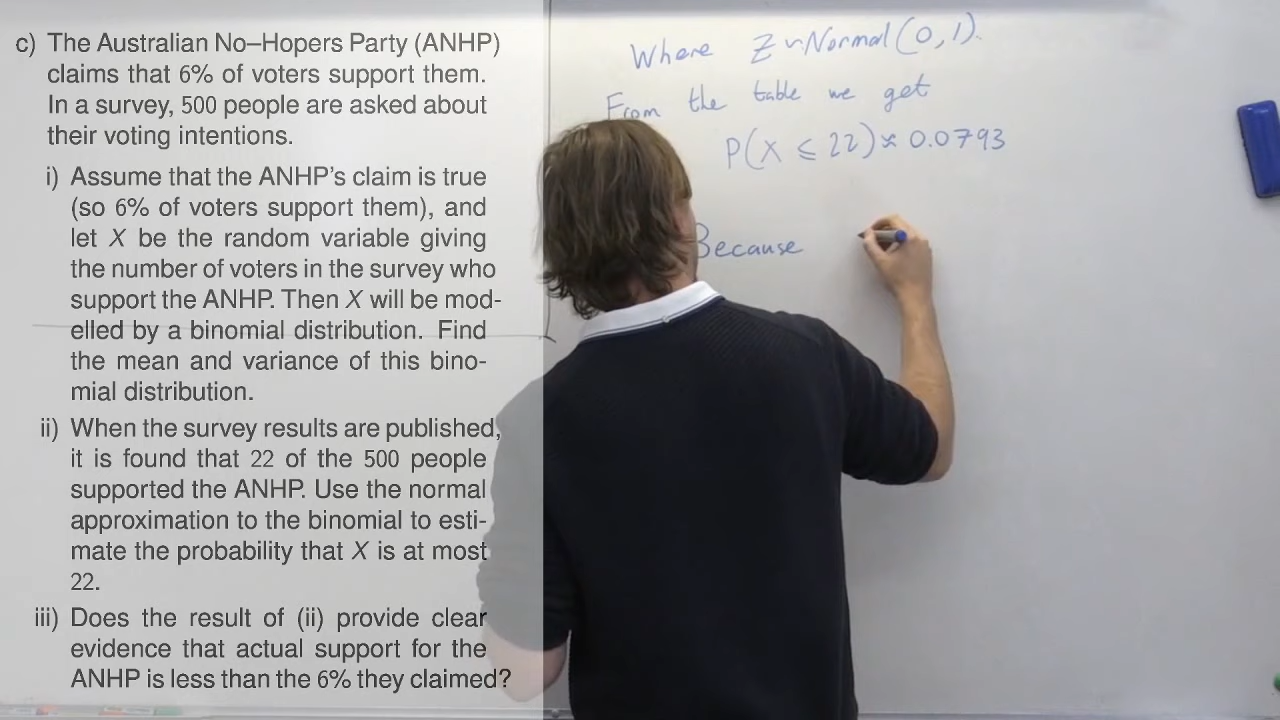 c) The Australian No–Hopers Party (ANHP)
claims that 6% of voters support them.
In a survey, 500 people are asked about
their voting intentions.
i) Assume that the ANHP's claim is true
(so 6% of voters support them), and
let X be the random variable giving
the number of voters in the survey who
support the ANHP. Then X will be mod-
elled by a binomial distribution. Find
the mean and variance of this bino-
mial distribution.
ii) When the survey results are published,
it is found that 22 of the 500 people
supported the ANHP. Use the normal
approximation to the binomial to esti-
mate the probability that X is at most
22.
iii) Does the result of (ii) provide clear
evidence that actual support for the
ANHP is less than the 6% they claimed?
Where Z ~ Normal(0,1).
From the table we get
P(X ⩽ 22) ≈ 0.0793
Because